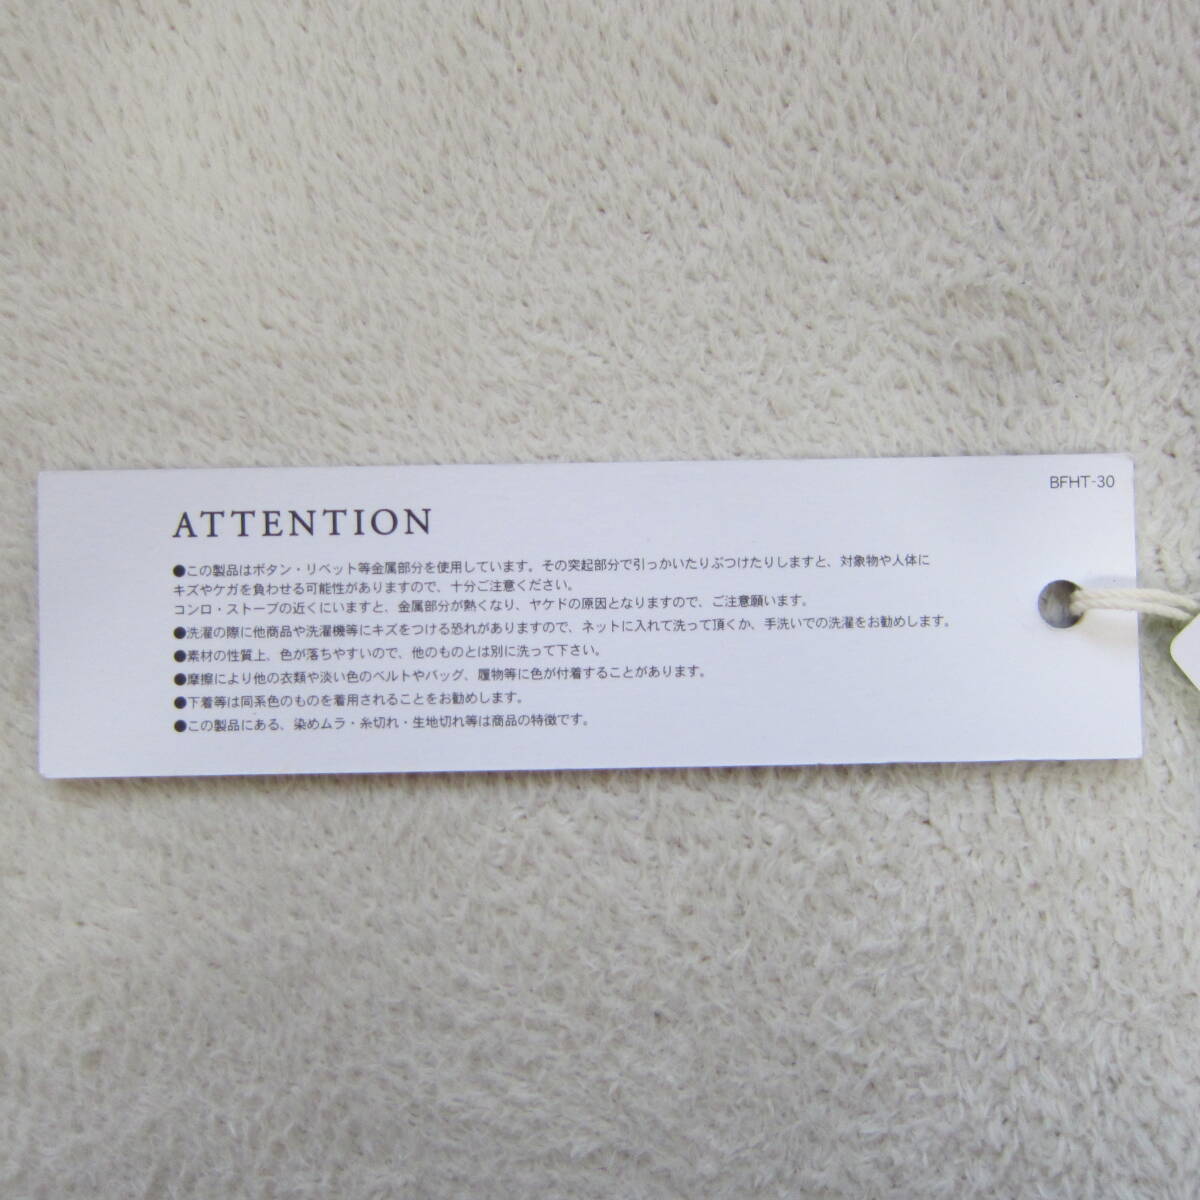 BFHT-30
ATTENTION
●この製品はボタン・リベット等金属部分を使用しています。その突起部分で引っかいたりぶつけたりしますと、対象物や人体に
キズやケガを負わせる可能性がありますので、十分ご注意ください。
コンロ・ストーブの近くにいますと、金属部分が熱くなり、ヤケドの原因となりますので、ご注意願います。
●洗濯の際に他商品や洗濯機等にキズをつける恐れがありますので、ネットに入れて洗って頂くか、手洗いでの洗濯をお勧めします。
●素材の性質上、色が落ちやすいので、他のものとは別に洗って下さい。
●摩擦により他の衣類や淡い色のベルトやバッグ、履物等に色が付着することがあります。
●下着等は同系色のものを着用されることをお勧めします。
●この製品にある、染めムラ・糸切れ・生地切れ等は商品の特徴です。